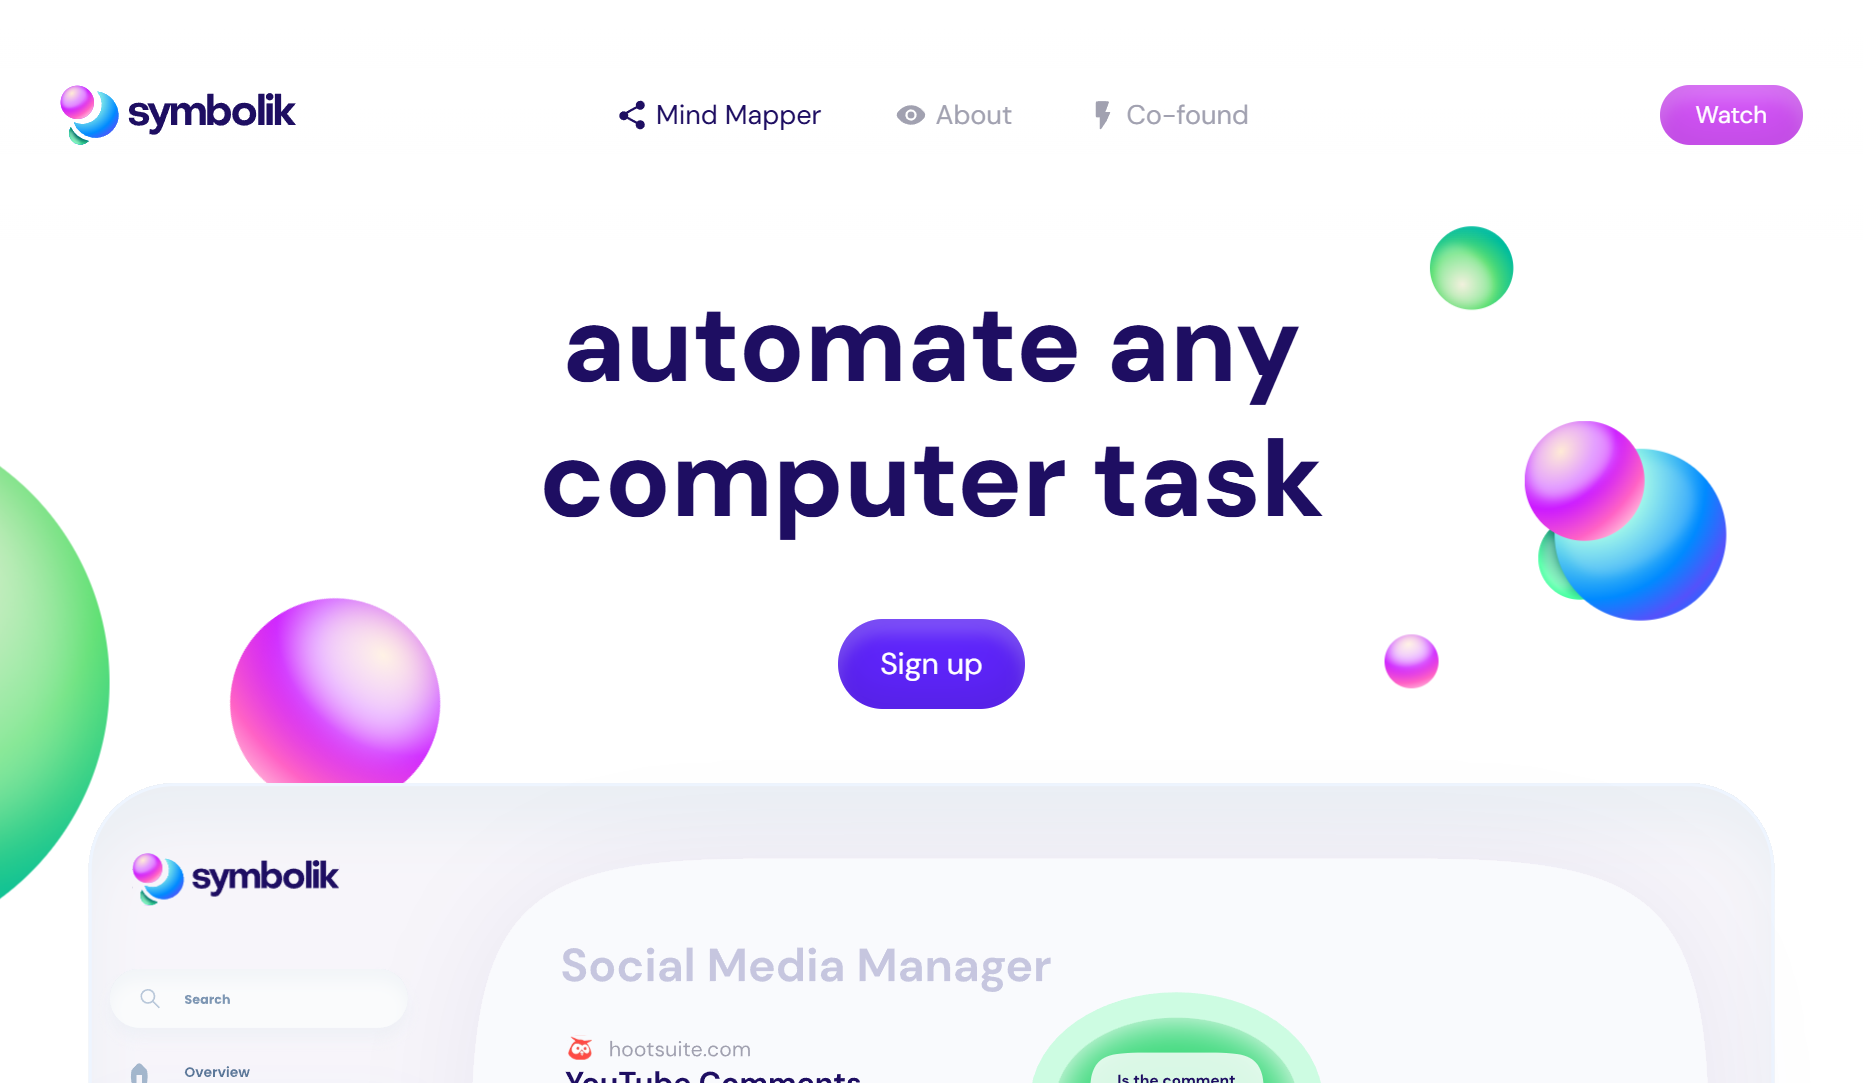 symbolik
Mind Mapper
About
Co-found
Watch
automate any
computer task
Sign up
symbolik
Social Media Manager
Search
hootsuite.com
Overview
YouTube Comments
Is the comment